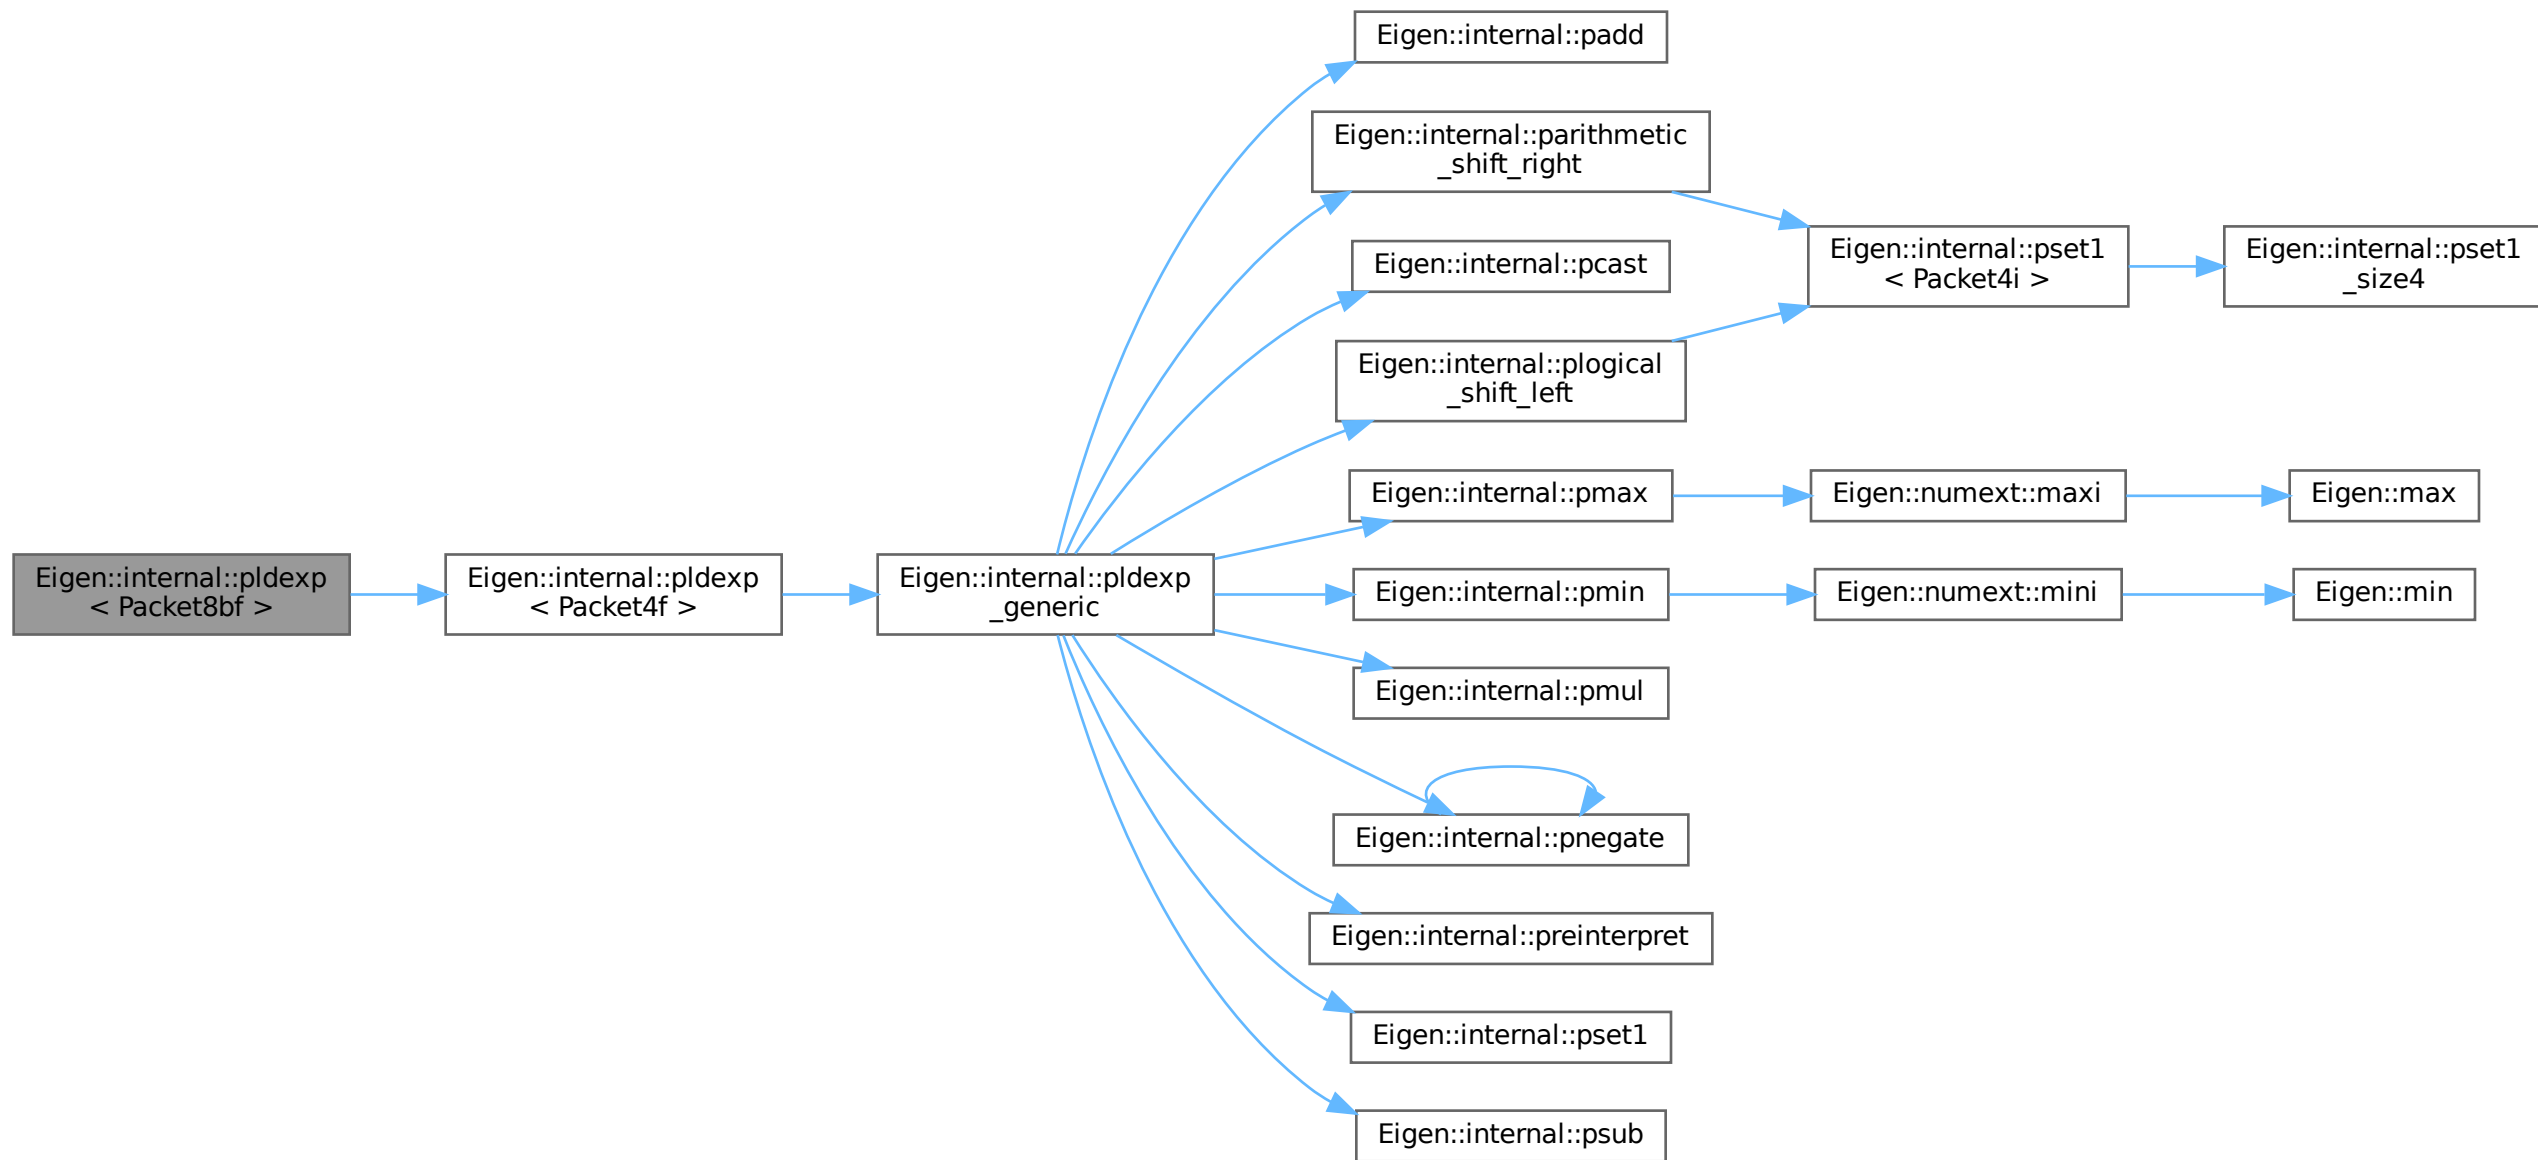 Eigen::internal::pldexp
< Packet8bf >
Eigen::internal::pldexp
< Packet4f >
Eigen::internal::pldexp
_generic
Eigen::internal::padd
Eigen::internal::parithmetic
_shift_right
Eigen::internal::pcast
Eigen::internal::plogical
_shift_left
Eigen::internal::pset1
< Packet4i >
Eigen::internal::pset1
_size4
Eigen::internal::pmax
Eigen::numext::maxi
Eigen::max
Eigen::internal::pmin
Eigen::numext::mini
Eigen::min
Eigen::internal::pmul
Eigen::internal::pnegate
Eigen::internal::preinterpret
Eigen::internal::pset1
Eigen::internal::psub